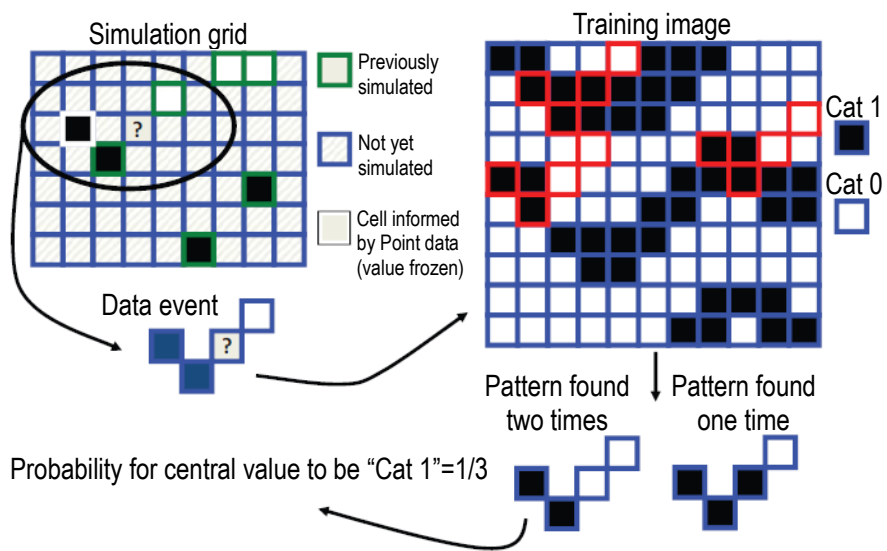 Simulation grid
?
Previously
simulated
Not yet
simulated
Cell informed
by Point data
(value frozen)
Training image
Cat 1
Cat 0
Data event
?
Pattern found
two times
Pattern found
one time
Probability for central value to be “Cat 1”=1/3